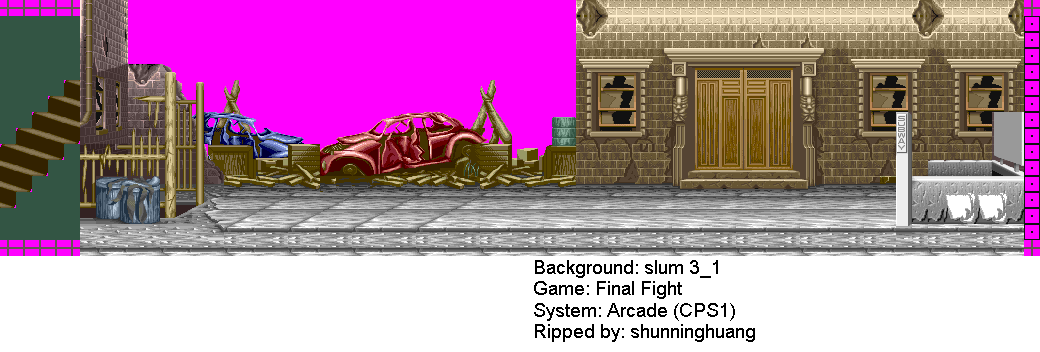 SUBWAY
Background: slum 3_1
Game: Final Fight
System: Arcade (CPS1)
Ripped by: shunninghuang